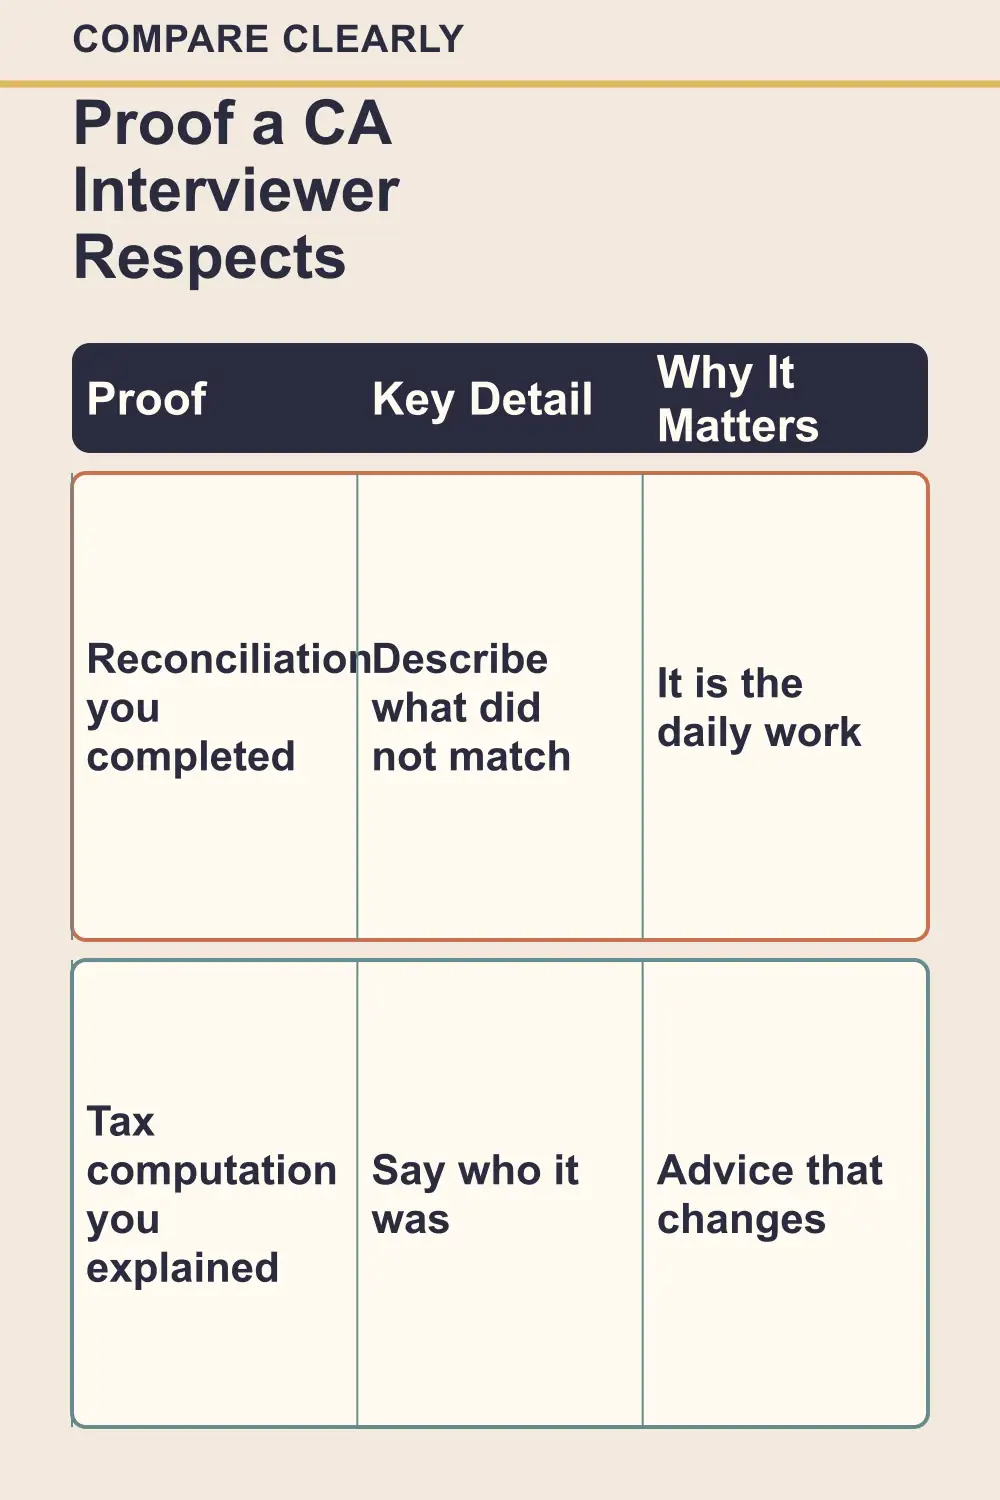 COMPARE CLEARLY
Proof a CA
Interviewer
Respects
Proof
Key Detail
Why It
Matters
Reconciliation
you
completed
Describe
what did
not match
It is the
daily work
Tax
computation
you
explained
Say who it
was
Advice that
changes